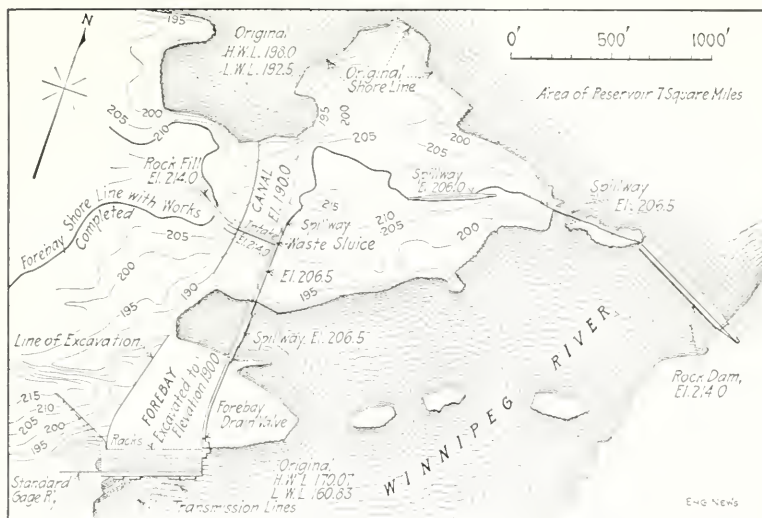 195
N
Original
H.W.L. 198.0
L.W.L. 192.5
Original
Shore Line
0' 500' 1000'
Area of Reservoir 7 Square Miles
195
200
205
200
205
210
200
205
205
200
Rock Fill
El. 214.0
CANAL
El. 190.0
Spillway
El. 206.0
Spillway
El. 206.5
215
210
205
200
Forebay Shore Line with Works
Completed
205
Intake
El. 214.0
Spillway
Waste Sluice
El. 206.5
200
195
190
195
Line of Excavation
Spillway, El. 206.5
FOREBAY
Excavated to
Elevation 190.0
Rock Dam,
El. 214.0
WINNIPEG RIVER
215
210
205
200
195
Racks
Forebay
Drain Valve
Standard
Gage R'y.
Original
H.W.L. 170.07
L.W.L. 160.83
Transmission Lines
ENG. NEWS